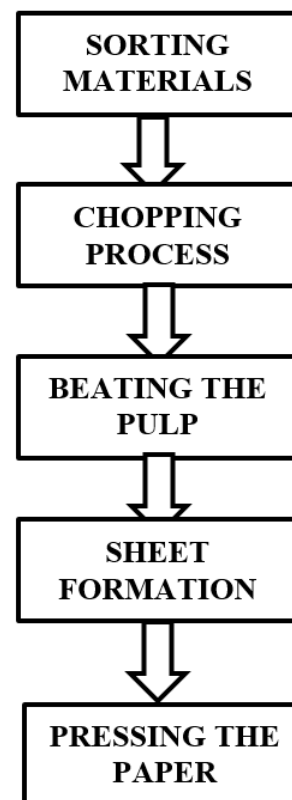 SORTING
MATERIALS
CHOPPING
PROCESS
BEATING THE
PULP
SHEET
FORMATION
PRESSING THE
PAPER